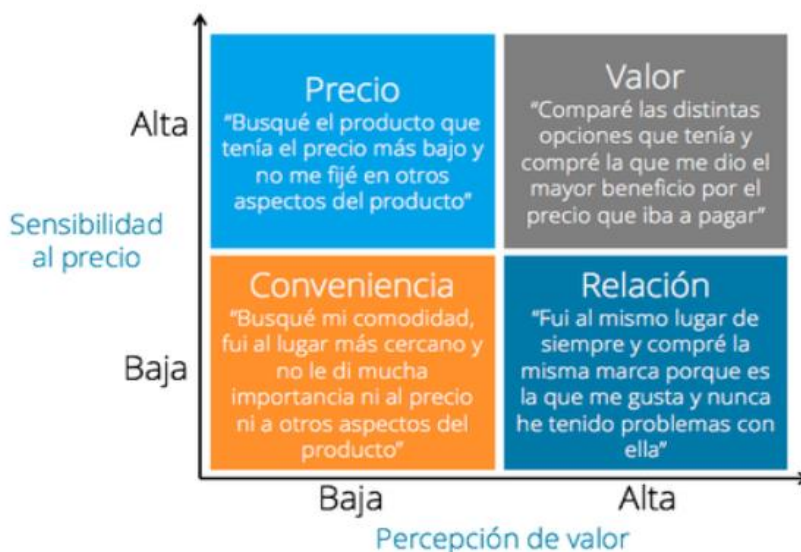 Alta
Sensibilidad
al precio
Baja
Precio
“Busqué el producto que
tenía el precio más bajo y
no me fijé en otros
aspectos del producto”
Valor
“Comparé las distintas
opciones que tenía y
compré la que me dio el
mayor beneficio por el
precio que iba a pagar”
Conveniencia
“Busqué mi comodidad,
fui al lugar más cercano y
no le di mucha
importancia ni al precio
ni a otros aspectos del
producto”
Relación
“Fui al mismo lugar de
siempre y compré la
misma marca porque es
la que me gusta y nunca
he tenido problemas con
ella”
Baja
Alta
Percepción de valor